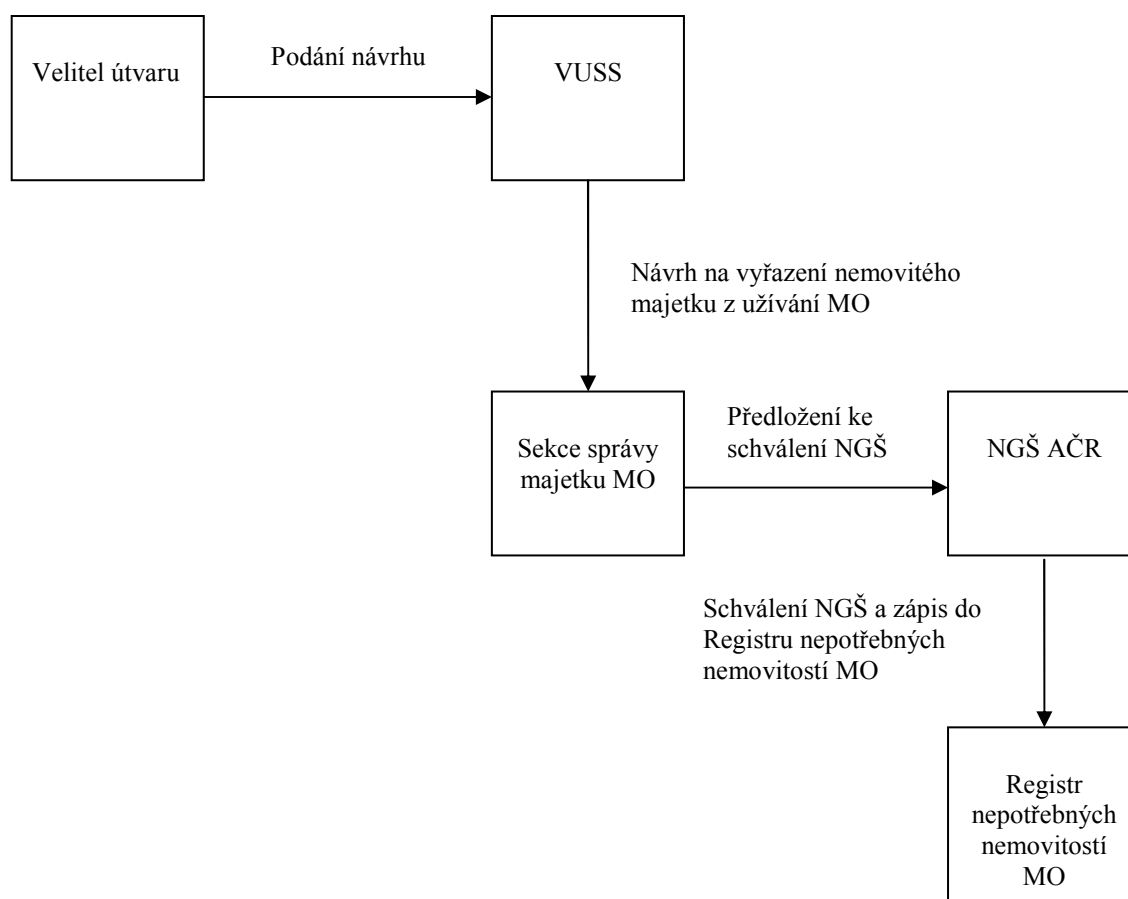 Velitel útvaru
Podání návrhu
VUSS
Návrh na vyřazení nemovitého
majetku z užívání MO
Sekce správy
majetku MO
Předložení ke
schválení NGŠ
NGŠ AČR
Schválení NGŠ a zápis do
Registru nepotřebných
nemovitostí MO
Registr
nepotřebných
nemovitostí
MO